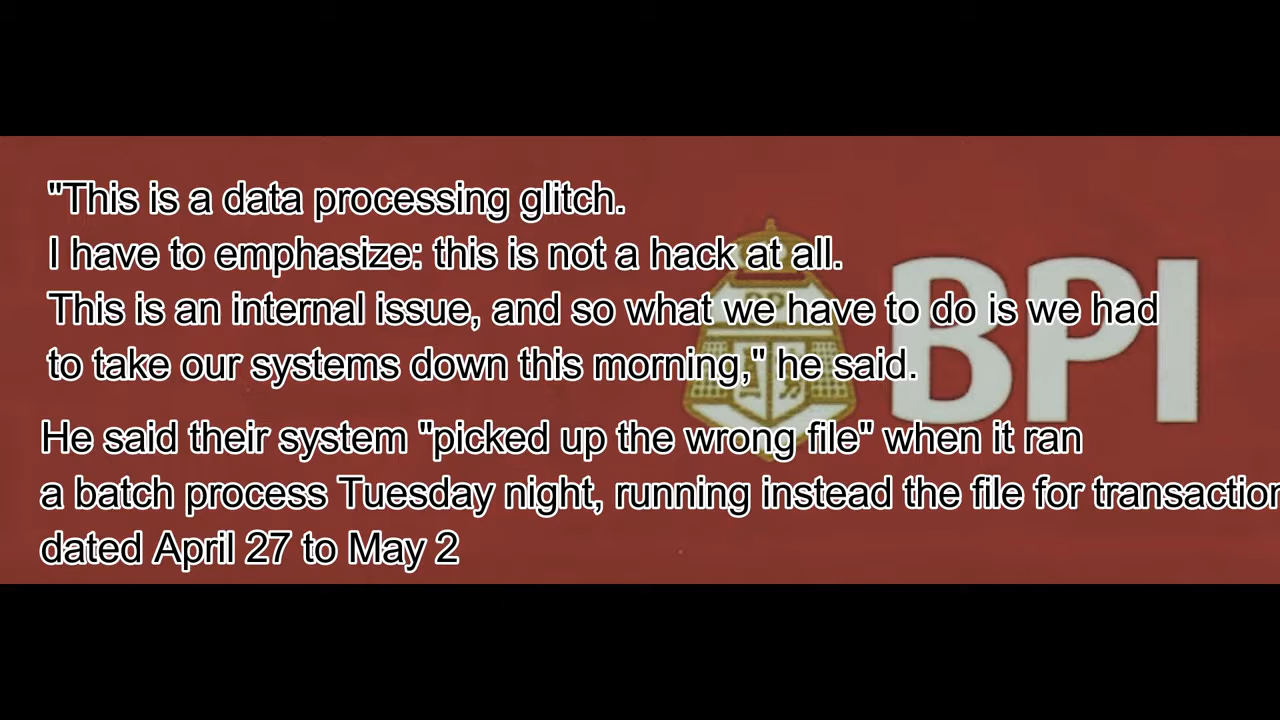 "This is a data processing glitch.
I have to emphasize: this is not a hack at all.
This is an internal issue, and so what we have to do is we had
to take our systems down this morning," he said.
BPI
He said their system "picked up the wrong file" when it ran
a batch process Tuesday night, running instead the file for transaction
dated April 27 to May 2